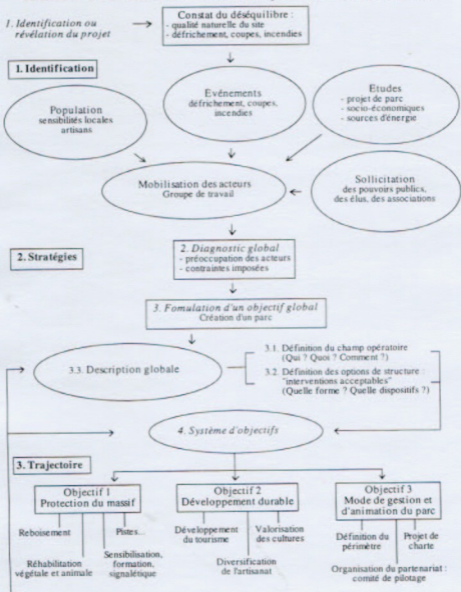 1. Identification ou
révélation du projet
Constat du déséquilibre :
- qualité naturelle du site
- défrichement, coupes, incendies
1. Identification
Population
sensibilités locales
artisans
Evénements
défrichement, coupes,
incendies
Etudes
- projet de parc
- socio-économiques
- sources d'énergie
Mobilisation des acteurs
Groupe de travail
Sollicitation
des pouvoirs publics,
des élus, des associations
2. Stratégies
2. Diagnostic global
- préoccupation des acteurs
- contraintes imposées
3. Fomulation d'un objectif global
Création d'un parc
3.3. Description globale
3.1. Définition du champ opératoire
(Qui ? Quoi ? Comment ?)
3.2. Définition des options de structure :
"interventions acceptables"
(Quelle forme ? Quelle dispositifs ?)
4. Système d'objectifs
3. Trajectoire
Objectif 1
Protection du massif
Objectif 2
Développement durable
Objectif 3
Mode de gestion et
d'animation du parc
Reboisement
Pistes...
Réhabilitation
végétale et animale
Sensibilisation,
formation,
signalétique
Développement
du tourisme
Valorisation
des cultures
Diversification
de l'artisanat
Définition du
périmètre
Projet de
charte
Organisation du partenariat :
comité de pilotage